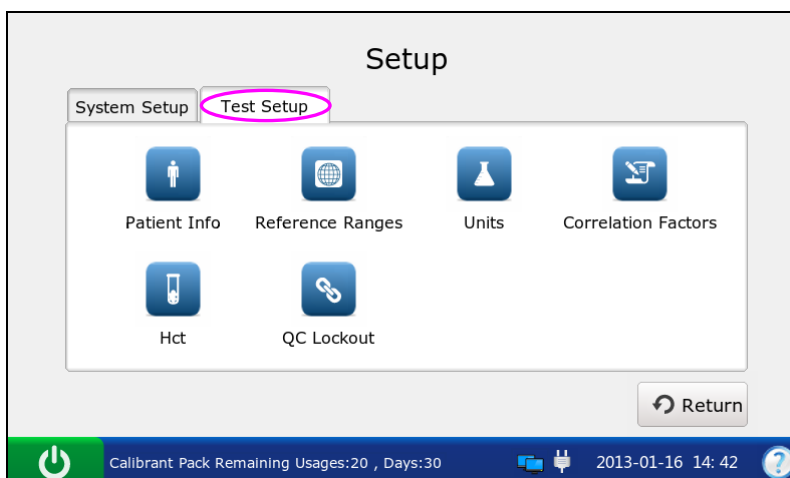 Setup
System Setup Test Setup
Patient Info Reference Ranges Units Correlation Factors
Hct QC Lockout
Return
Calibrant Pack Remaining Usages:20 , Days:30 2013-01-16 14: 42 ?